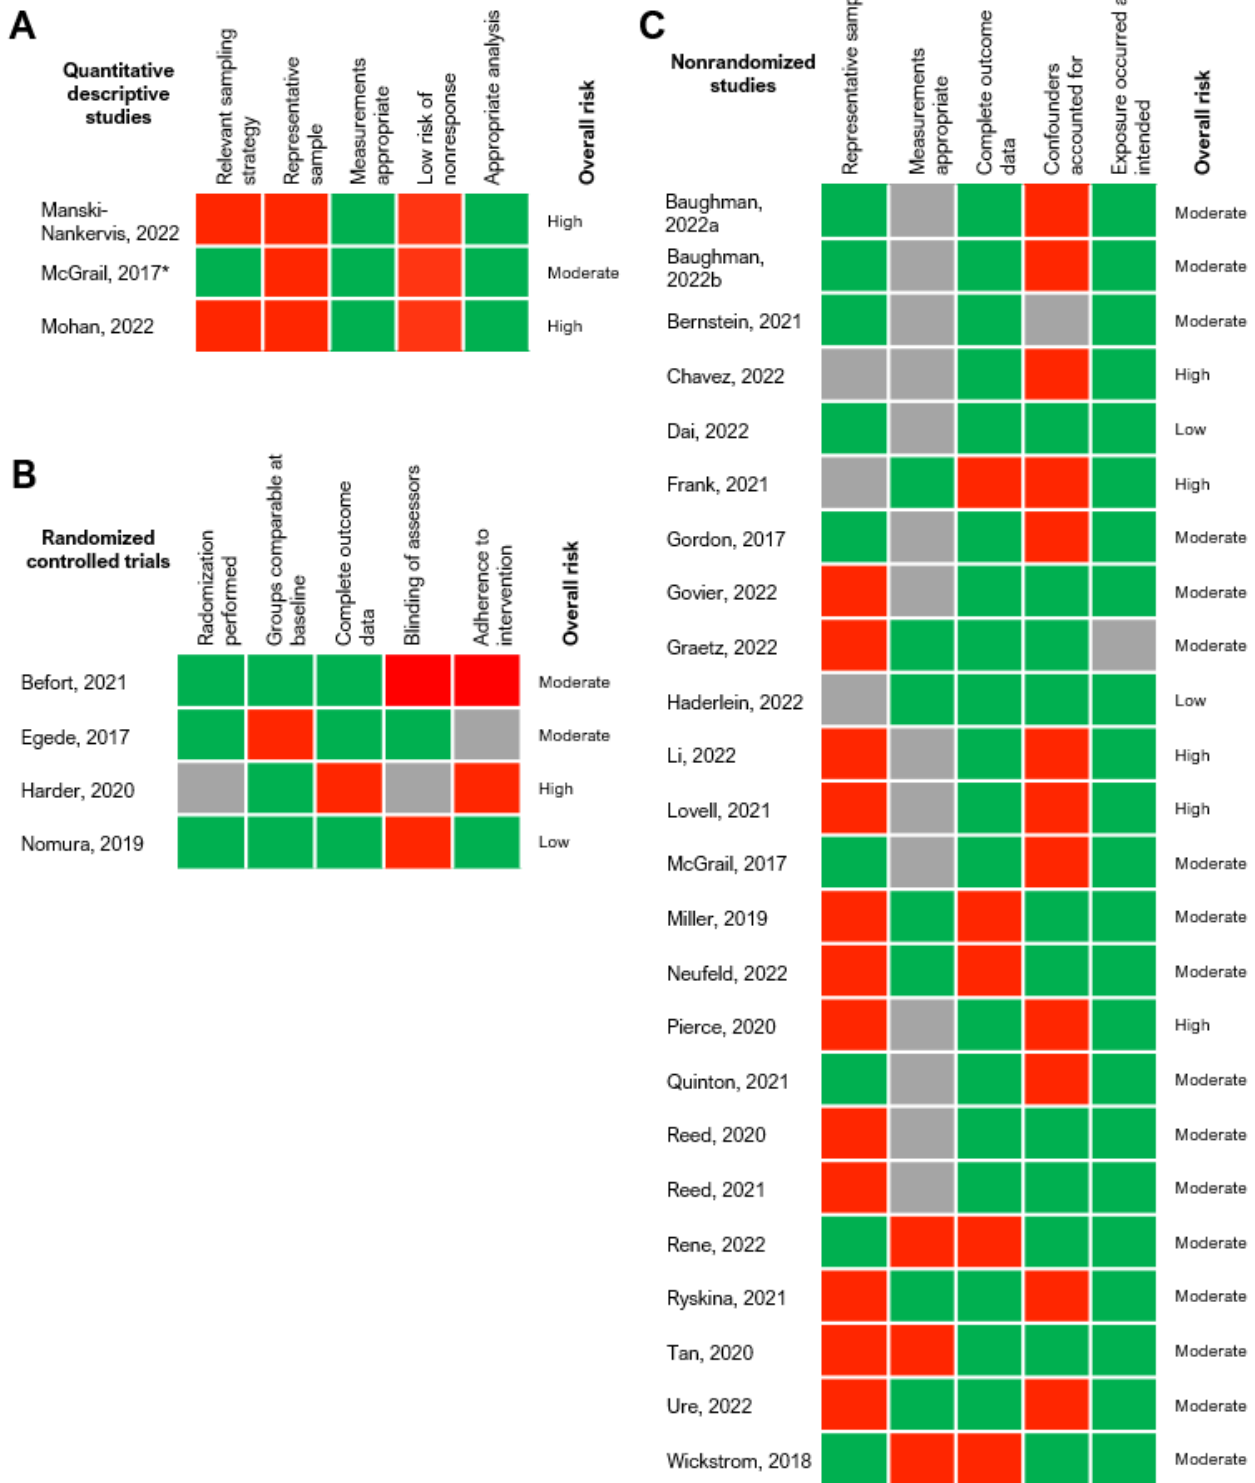 A
Quantitative
descriptive
studies
Relevant sampling
strategy
Representative
sample
Measurements
appropriate
Low risk of
nonresponse
Appropriate analysis
Overall risk
Manski-
Nankervis, 2022
High
McGrail, 2017*
Moderate
Mohan, 2022
High
B
Randomized
controlled trials
Radomization
performed
Groups comparable at
baseline
Complete outcome
data
Blinding of assessors
Adherence to
intervention
Overall risk
Befort, 2021
Moderate
Egede, 2017
Moderate
Harder, 2020
High
Nomura, 2019
Low
C
Nonrandomized
studies
Representative samp
Measurements
appropriate
Complete outcome
data
Confounders
accounted for
Exposure occurred a
intended
Overall risk
Baughman,
2022a
Moderate
Baughman,
2022b
Moderate
Bernstein, 2021
Moderate
Chavez, 2022
High
Dai, 2022
Low
Frank, 2021
High
Gordon, 2017
Moderate
Govier, 2022
Moderate
Graetz, 2022
Moderate
Haderlein, 2022
Low
Li, 2022
High
Lovell, 2021
High
McGrail, 2017
Moderate
Miller, 2019
Moderate
Neufeld, 2022
Moderate
Pierce, 2020
High
Quinton, 2021
Moderate
Reed, 2020
Moderate
Reed, 2021
Moderate
Rene, 2022
Moderate
Ryskina, 2021
Moderate
Tan, 2020
Moderate
Ure, 2022
Moderate
Wickstrom, 2018
Moderate